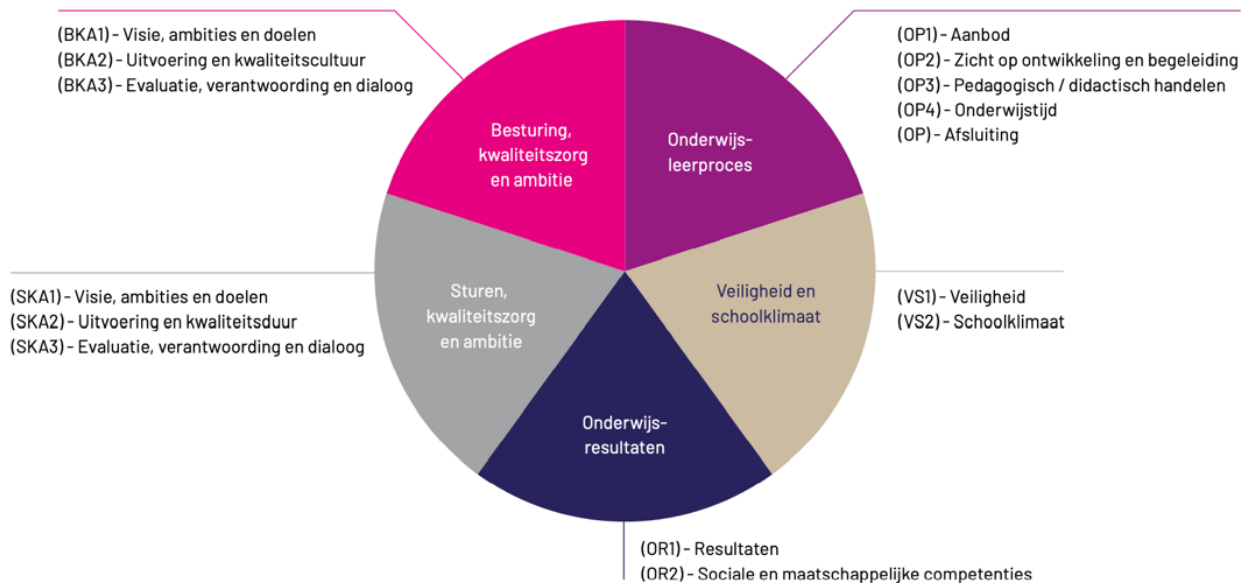 (BKA1) - Visie, ambities en doelen
(BKA2) - Uitvoering en kwaliteitscultuur
(BKA3) - Evaluatie, verantwoording en dialoog
(OP1) - Aanbod
(OP2) - Zicht op ontwikkeling en begeleiding
(OP3) - Pedagogisch / didactisch handelen
(OP4) - Onderwijstijd
(OP) - Afsluiting
Besturing,
kwaliteitszorg
en ambitie
Onderwijs-
leerproces
Sturen,
kwaliteitszorg
en ambitie
Veiligheid en
schoolklimaat
(SKA1) - Visie, ambities en doelen
(SKA2) - Uitvoering en kwaliteitsduur
(SKA3) - Evaluatie, verantwoording en dialoog
(VS1) - Veiligheid
(VS2) - Schoolklimaat
Onderwijs-
resultaten
(OR1) - Resultaten
(OR2) - Sociale en maatschappelijke competenties